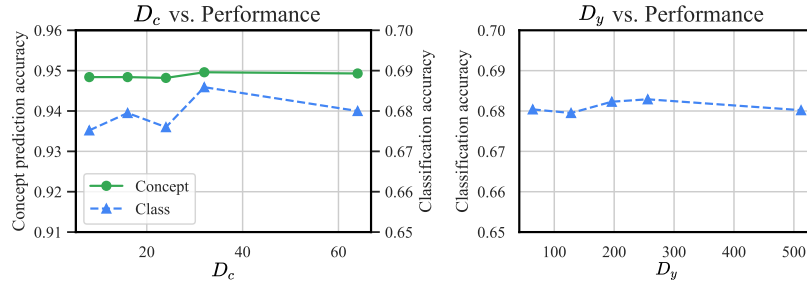 D_c vs. Performance
Concept prediction accuracy
0.96
0.95
0.94
0.93
0.92
0.91
Concept
Class
20
40
60
D_c
0.70
0.69
0.68
0.67
0.66
0.65
Classification accuracy
D_y vs. Performance
Classification accuracy
0.70
0.69
0.68
0.67
0.66
0.65
100
200
300
400
500
D_y